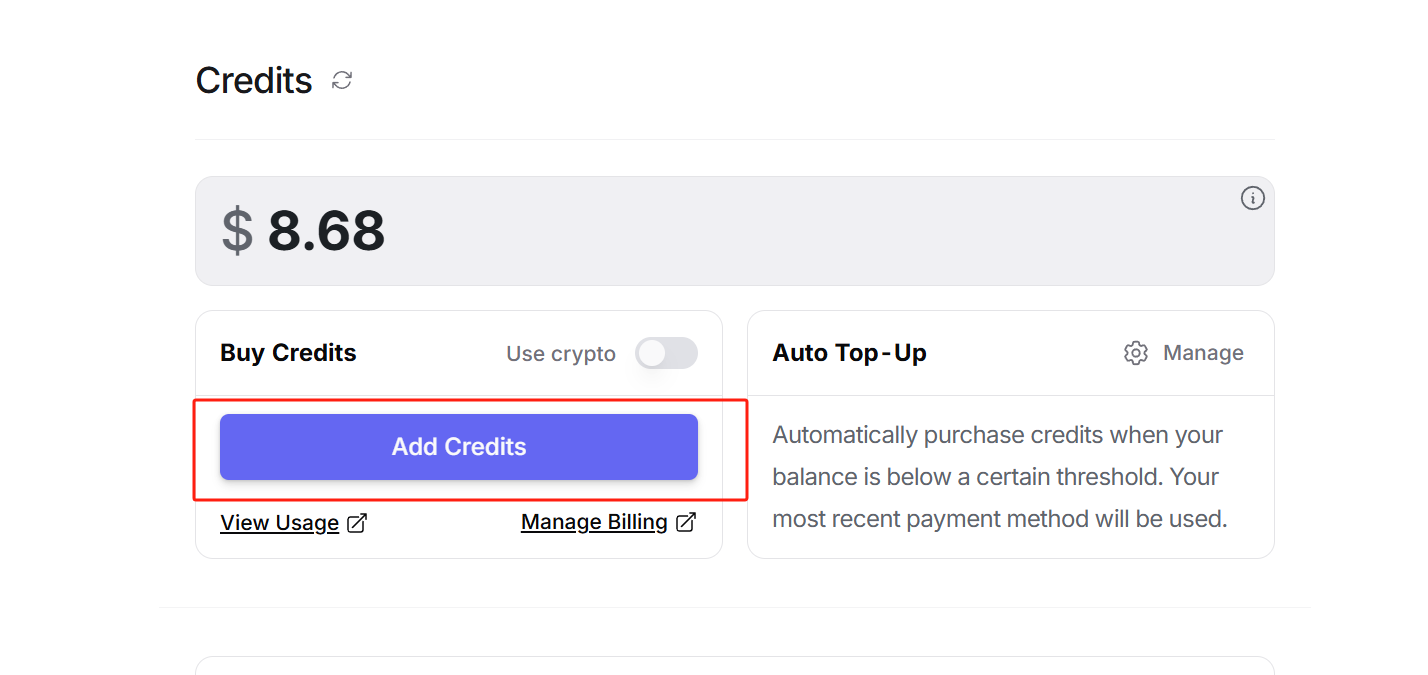 Credits
$ 8.68
Buy Credits
Use crypto
Add Credits
View Usage
Manage Billing
Auto Top-Up
Manage
Automatically purchase credits when your
balance is below a certain threshold. Your
most recent payment method will be used.